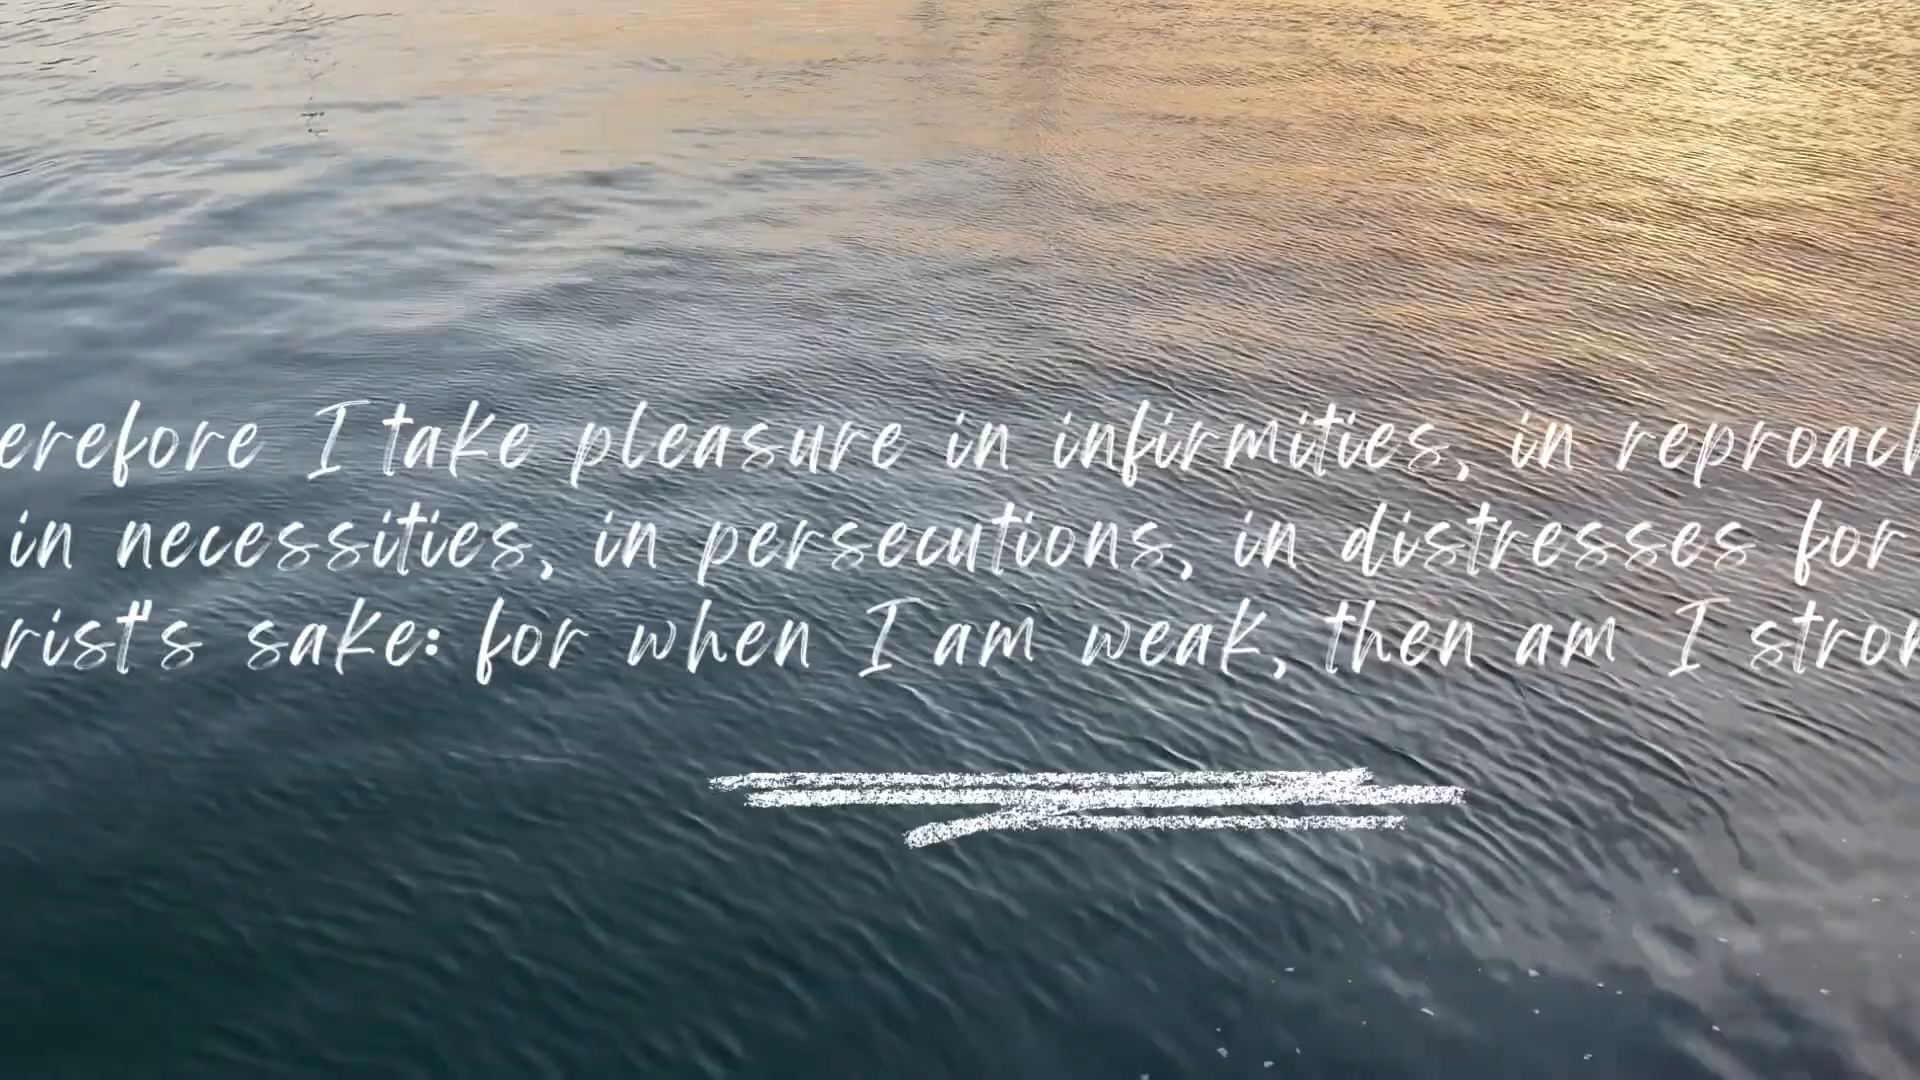 erefore I take pleasure in infirmities, in reproach
in necessities, in persecutions, in distresses for
rist's sake: for when I am weak, then am I stron